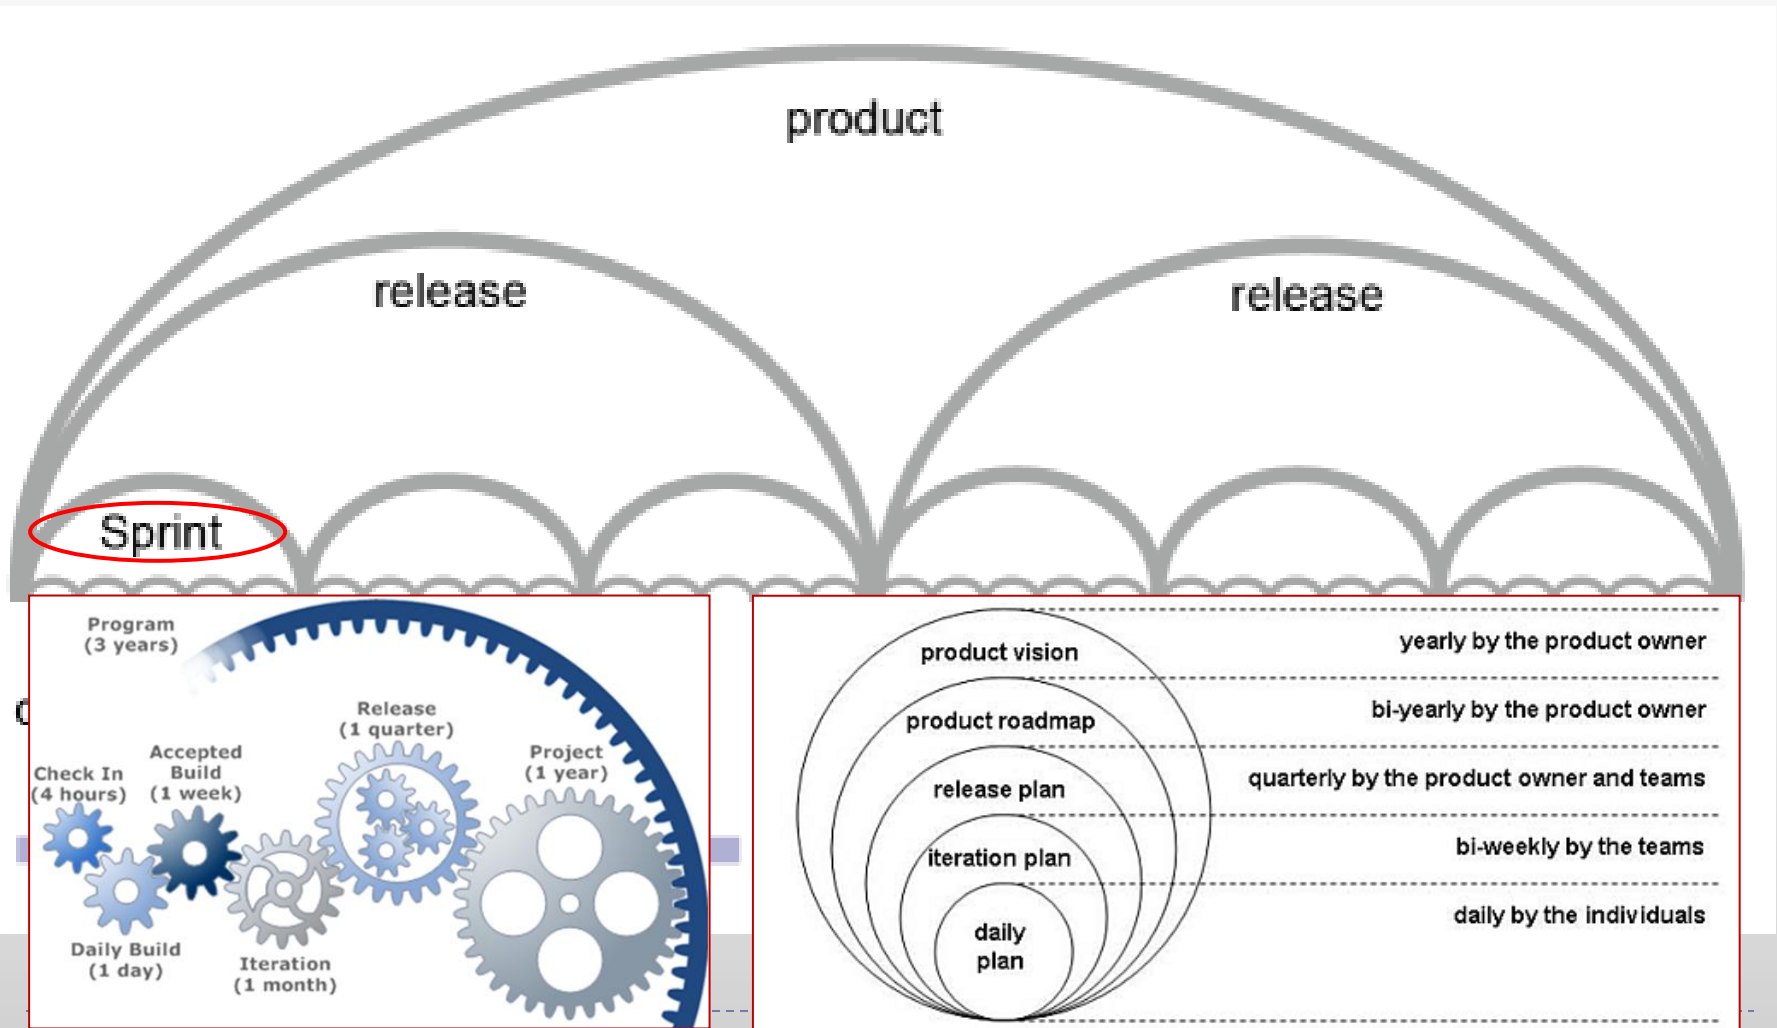 product
release
release
Sprint
Program
(3 years)
Release
(1 quarter)
Accepted
Build
(1 week)
Project
(1 year)
Check In
(4 hours)
Daily Build
(1 day)
Iteration
(1 month)
product vision
yearly by the product owner
product roadmap
bi-yearly by the product owner
release plan
quarterly by the product owner and teams
iteration plan
bi-weekly by the teams
daily
plan
daily by the individuals